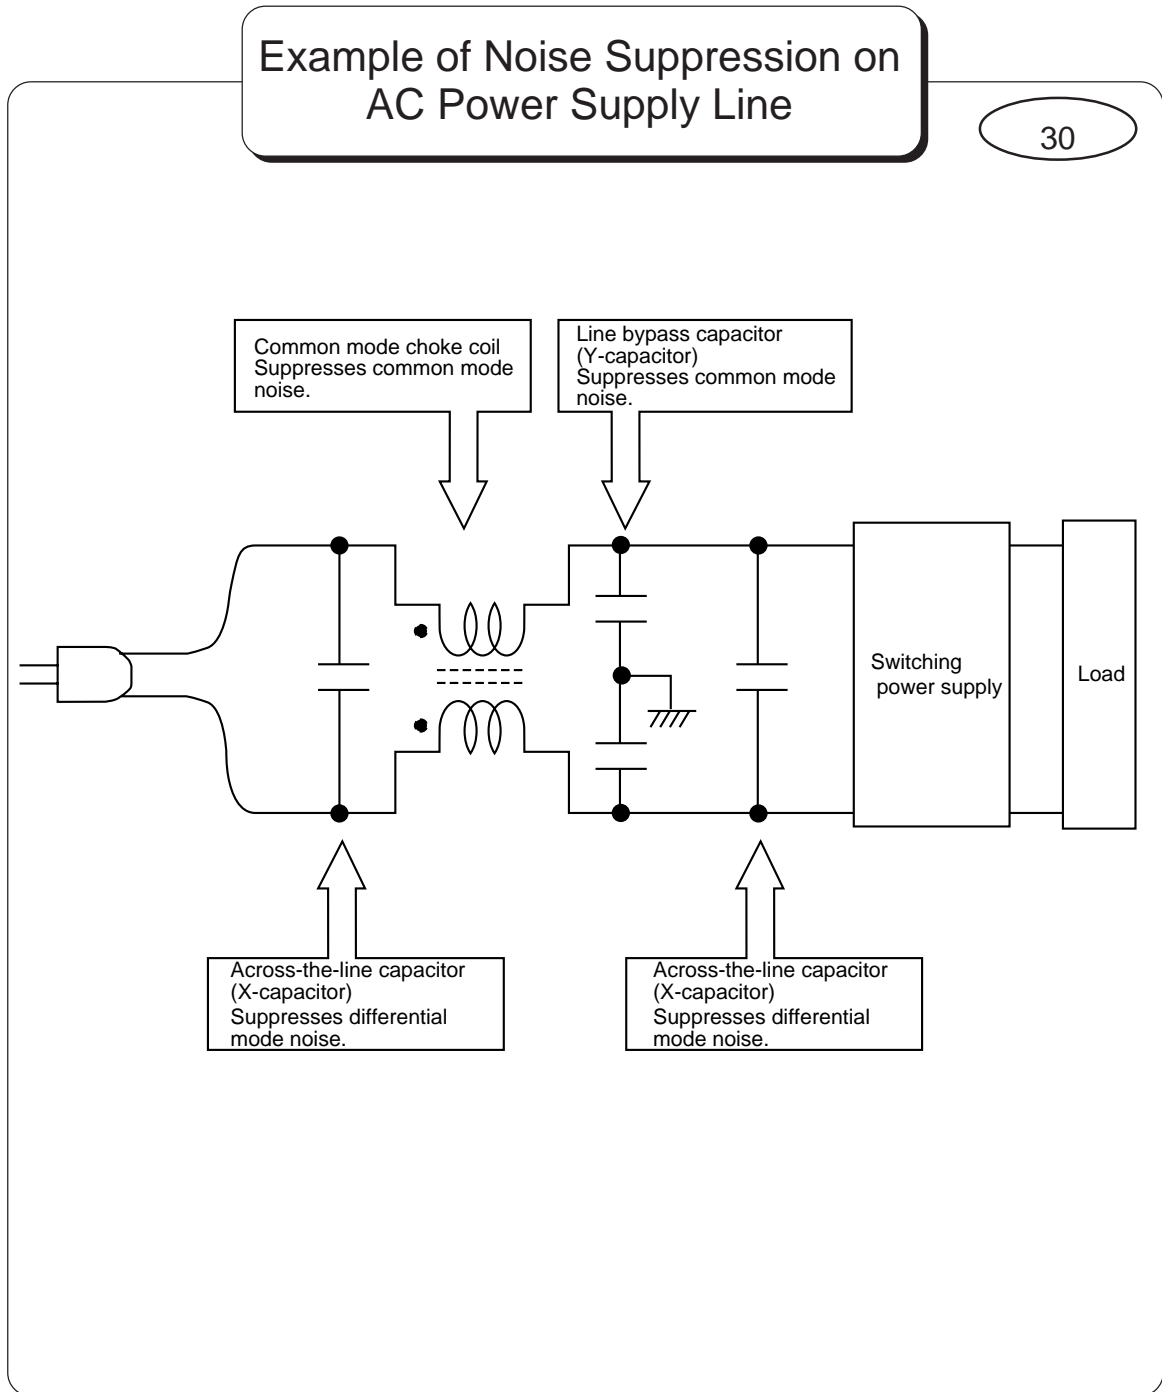 Example of Noise Suppression on
AC Power Supply Line
30
Common mode choke coil
Suppresses common mode
noise.
Line bypass capacitor
(Y-capacitor)
Suppresses common mode
noise.
Switching
power supply
Load
Across-the-line capacitor
(X-capacitor)
Suppresses differential
mode noise.
Across-the-line capacitor
(X-capacitor)
Suppresses differential
mode noise.